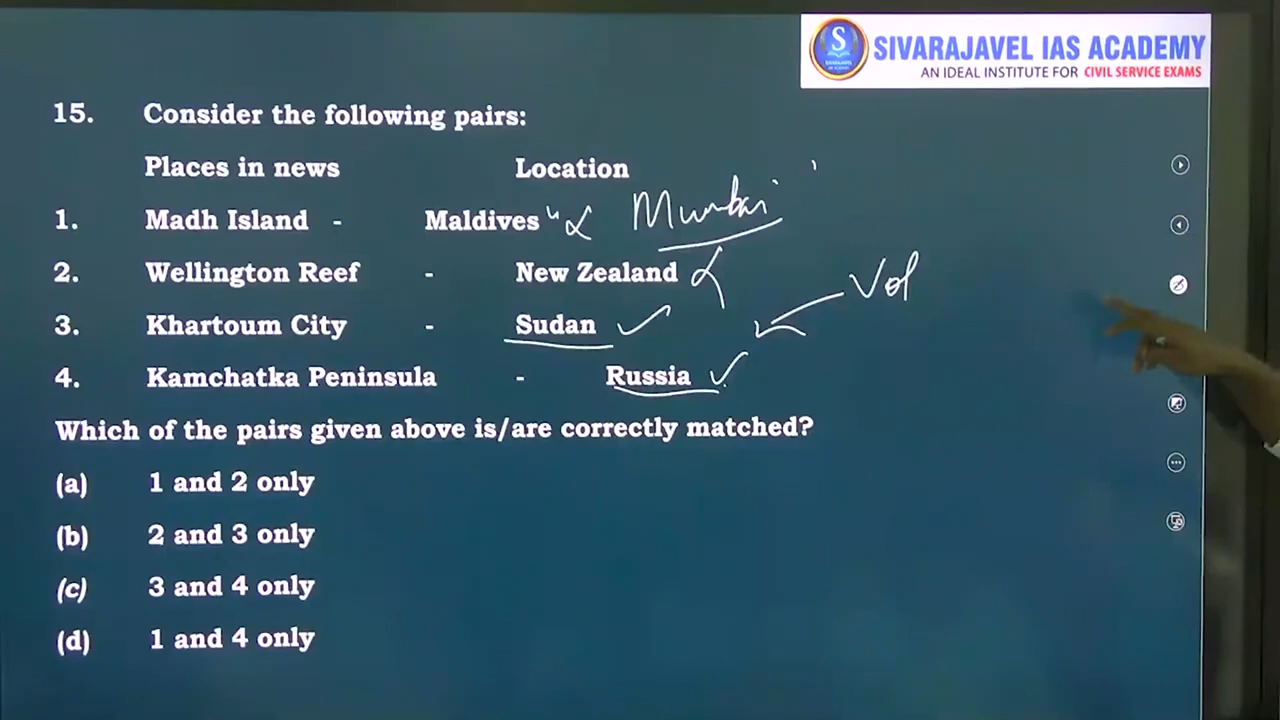 SIVARAJAVEL IAS ACADEMY
AN IDEAL INSTITUTE FOR CIVIL SERVICE EXAMS
15. Consider the following pairs:
Places in news Location
1. Madh Island - Maldives Mumbai
2. Wellington Reef - New Zealand
Vol
3. Khartoum City - Sudan
4. Kamchatka Peninsula - Russia
Which of the pairs given above is/are correctly matched?
(a) 1 and 2 only
(b) 2 and 3 only
(c) 3 and 4 only
(d) 1 and 4 only